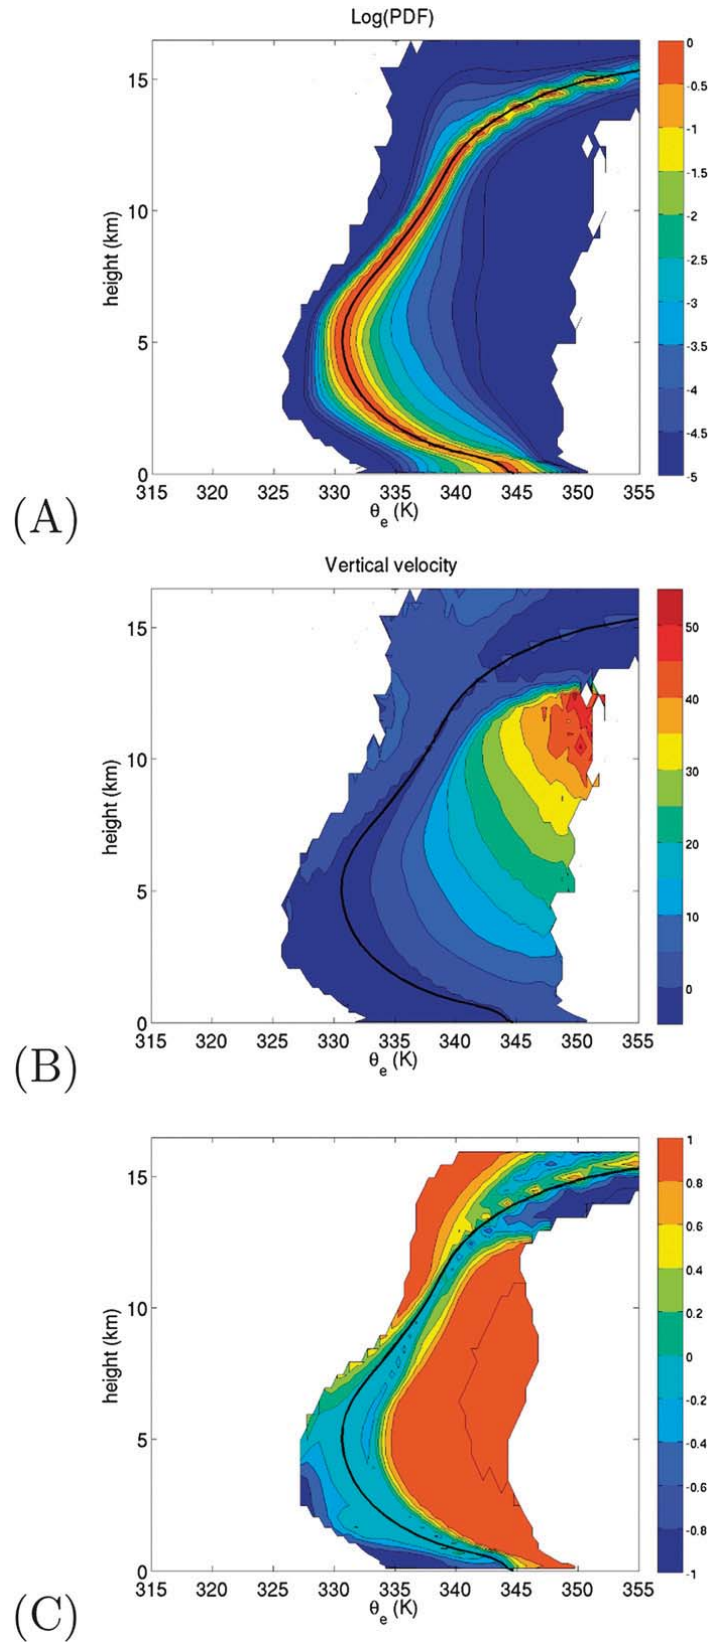 Log(PDF)
15
10
5
0
height (km)
315 320 325 330 335 340 345 350 355
θe (K)
0
-0.5
-1
-1.5
-2
-2.5
-3
-3.5
-4
-4.5
-5
(A)
Vertical velocity
15
10
5
0
height (km)
315 320 325 330 335 340 345 350 355
θe (K)
50
40
30
20
10
0
(B)
15
10
5
0
height (km)
315 320 325 330 335 340 345 350 355
θe (K)
1
0.8
0.6
0.4
0.2
0
-0.2
-0.4
-0.6
-0.8
-1
(C)